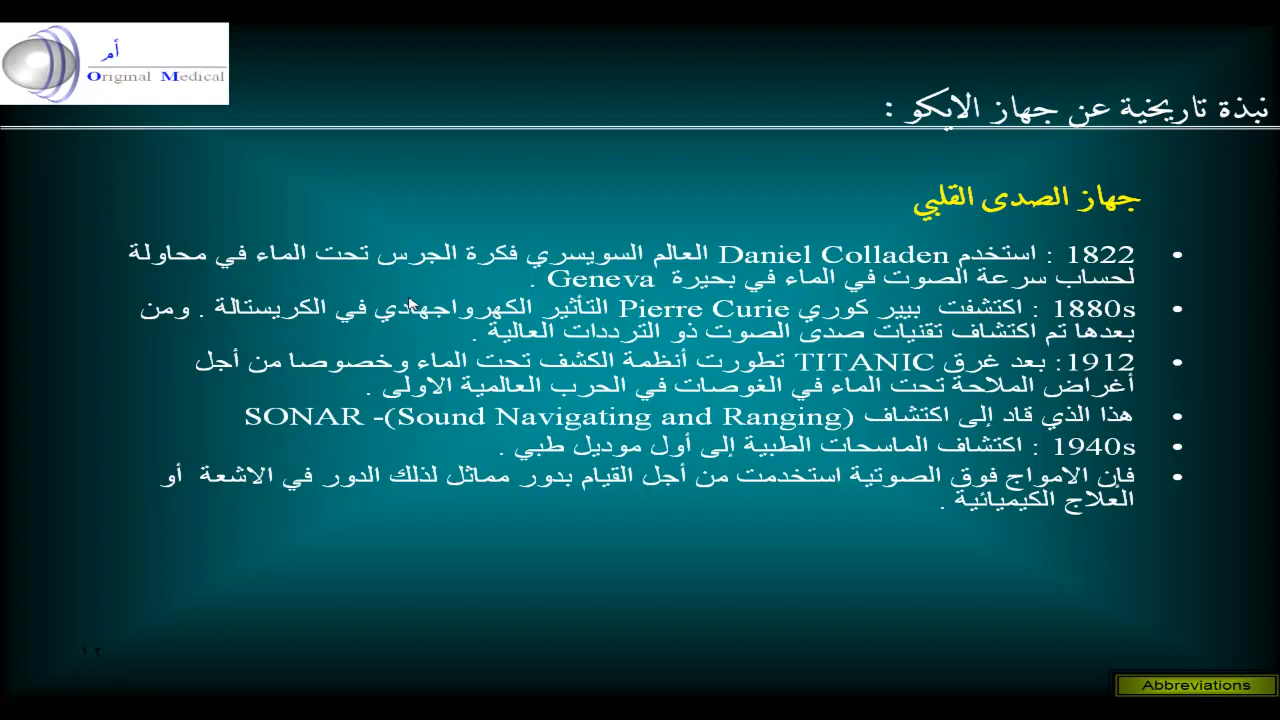 أم
Original Medical
نبذة تاريخية عن جهاز الايكو :
جهاز الصدى القلبي
• 1822 : استخدم Daniel Colladen العالم السويسري فكرة الجرس تحت الماء في محاولة
لحساب سرعة الصوت في الماء في بحيرة Geneva .
• 1880s : اكتشفت بيير كوري Pierre Curie التأثير الكهرواجهادي في الكريستالة . ومن
بعدها تم اكتشاف تقنيات صدى الصوت ذو الترددات العالية .
• 1912: بعد غرق TITANIC تطورت أنظمة الكشف تحت الماء وخصوصا من أجل
أغراض الملاحة تحت الماء في الغوصات في الحرب العالمية الاولى .
• هذا الذي قاد إلى اكتشاف SONAR -(Sound Navigating and Ranging)
• 1940s : اكتشاف الماسحات الطبية إلى أول موديل طبي .
• فإن الامواج فوق الصوتية استخدمت من أجل القيام بدور مماثل لذلك الدور في الاشعة أو
العلاج الكيميائية .
١٢
Abbreviations